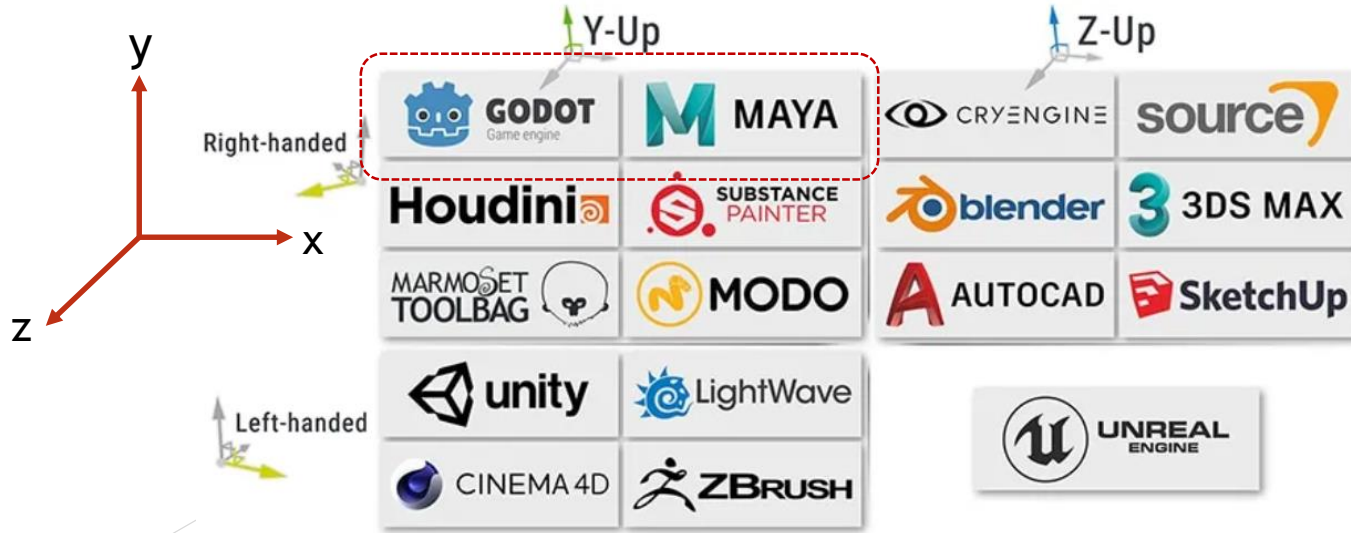 y
x
z
Y-Up
Z-Up
Right-handed
GODOT
Game engine
MAYA
CRYENGINE
source
Houdini
SUBSTANCE
PAINTER
blender
3DS MAX
MARMOSET
TOOLBAG
MODO
AUTOCAD
SketchUp
Left-handed
unity
LightWave
UNREAL
ENGINE
CINEMA 4D
ZBRUSH